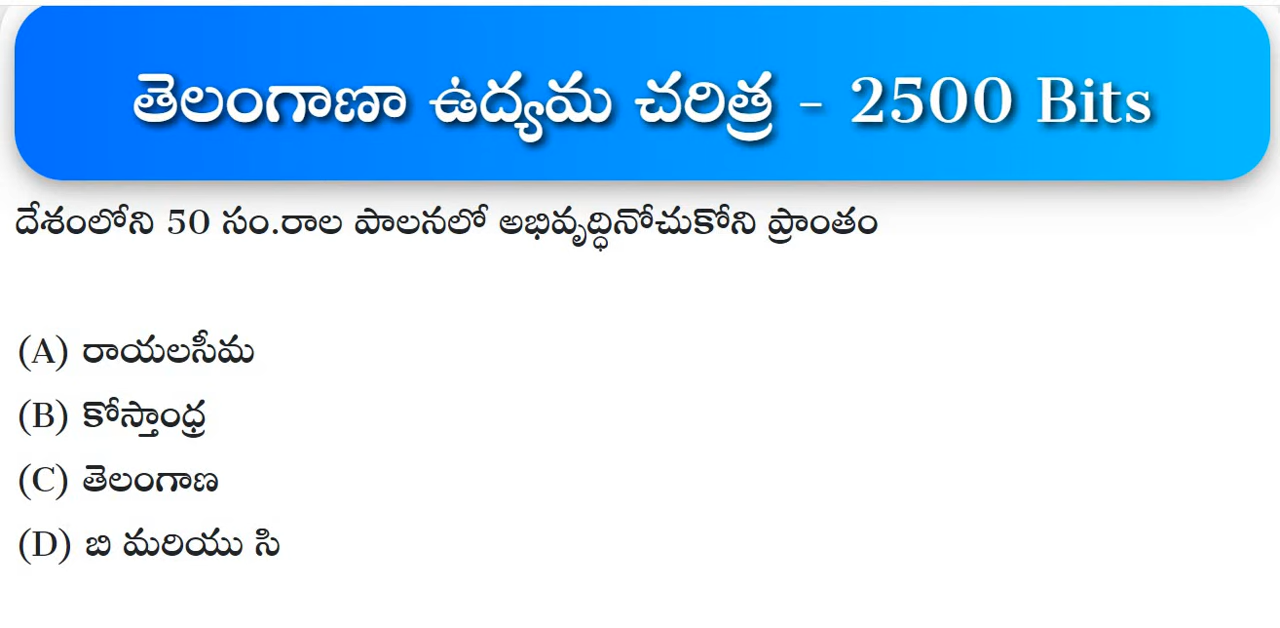 తెలంగాణా ఉద్యమ చరిత్ర - 2500 Bits
దేశంలోని 50 సం.రాల పాలనలో అభివృద్ధినోచుకోని ప్రాంతం
(A) రాయలసీమ
(B) కోస్తాంధ్ర
(C) తెలంగాణ
(D) బి మరియు సి